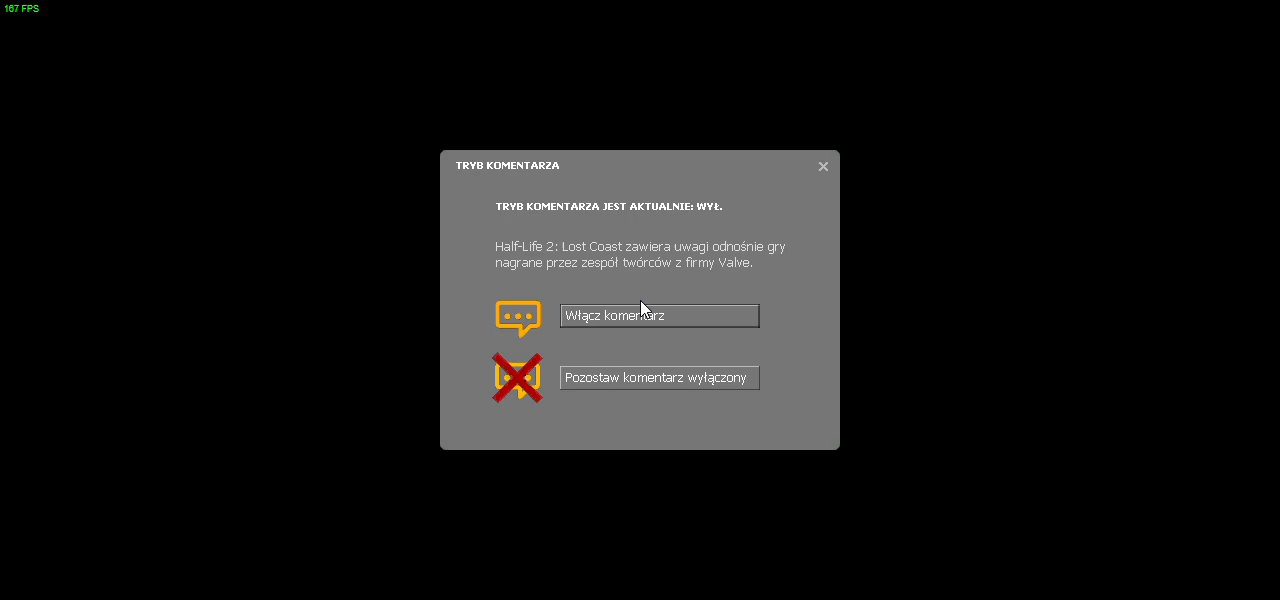 167 FPS
TRYB KOMENTARZA
TRYB KOMENTARZA JEST AKTUALNIE: WYŁ.
Half-Life 2: Lost Coast zawiera uwagi odnośnie gry
nagrane przez zespół twórców z firmy Valve.
Włącz komentarz
Pozostaw komentarz wyłączony